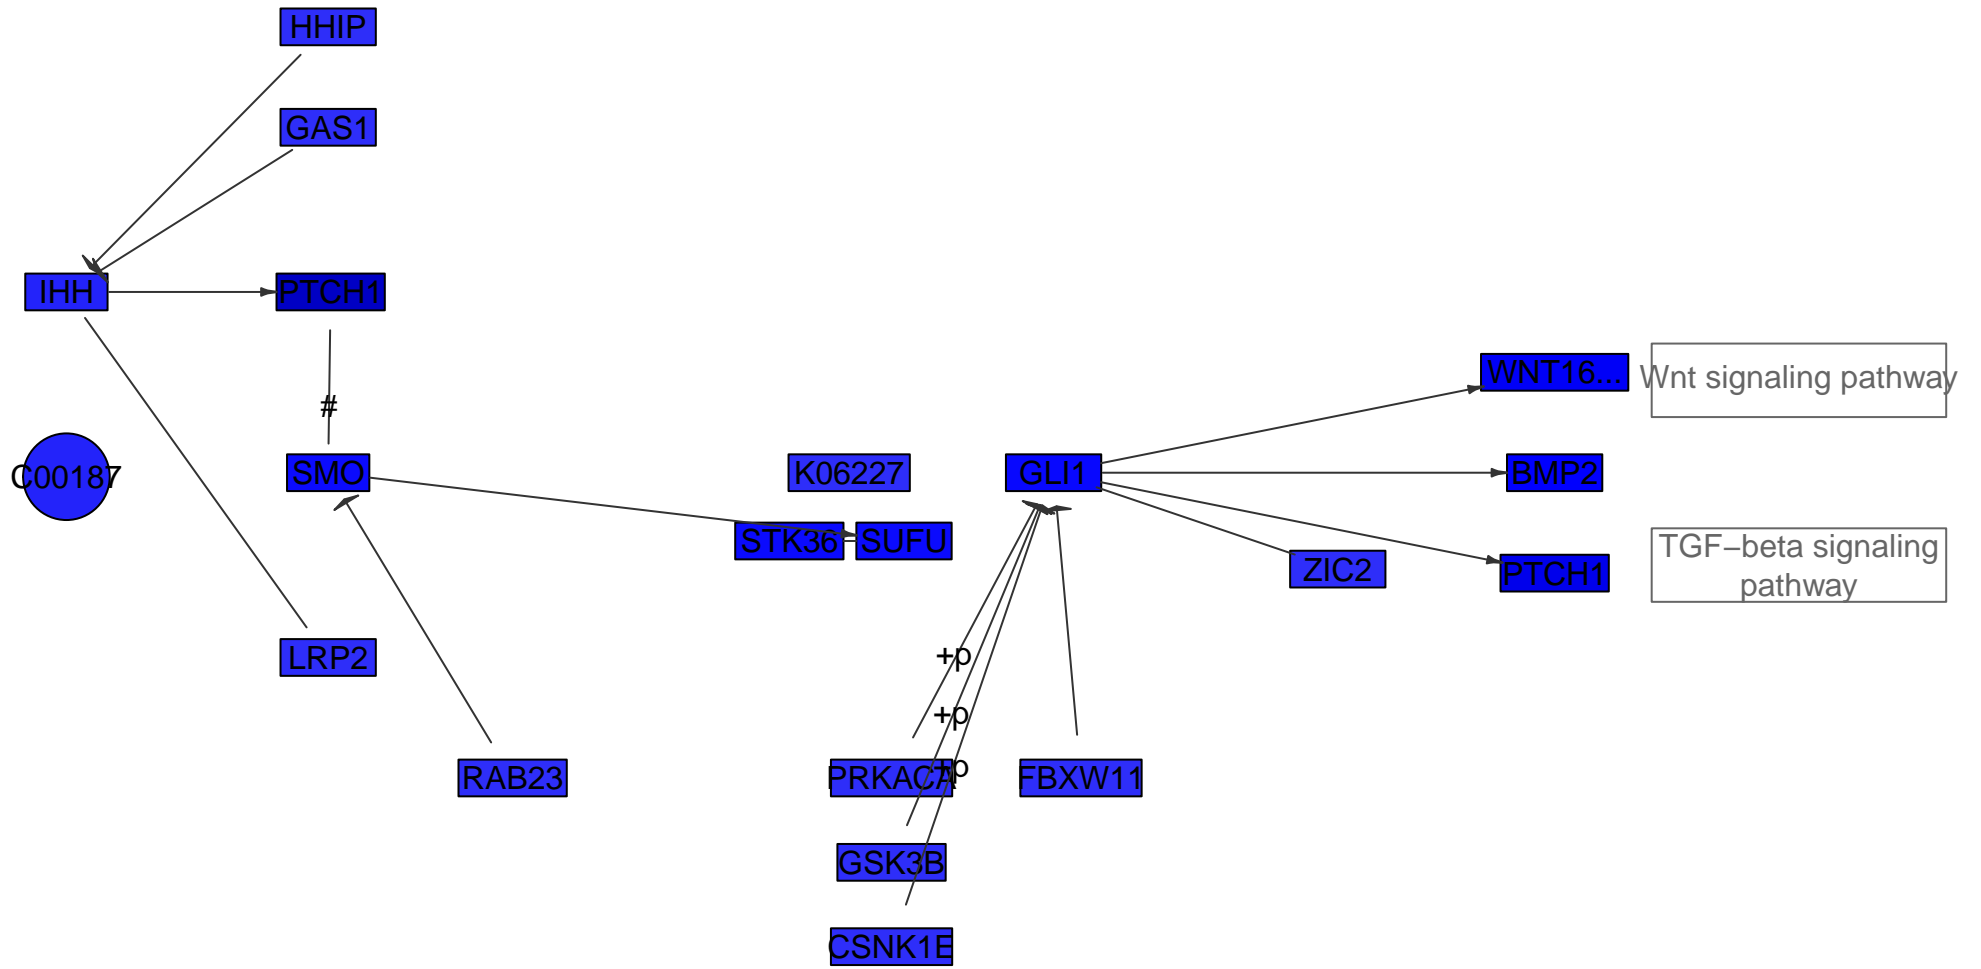 HHIP
GAS1
IHH
PTCH1
WNT16...
Wnt signaling pathway
#
C00187
SMO
K06227
GLI1
BMP2
STK36
SUFU
ZIC2
PTCH1
TGF−beta signaling
pathway
LRP2
+p
+p
+p
RAB23
PRKACA
FBXW11
GSK3B
CSNK1E